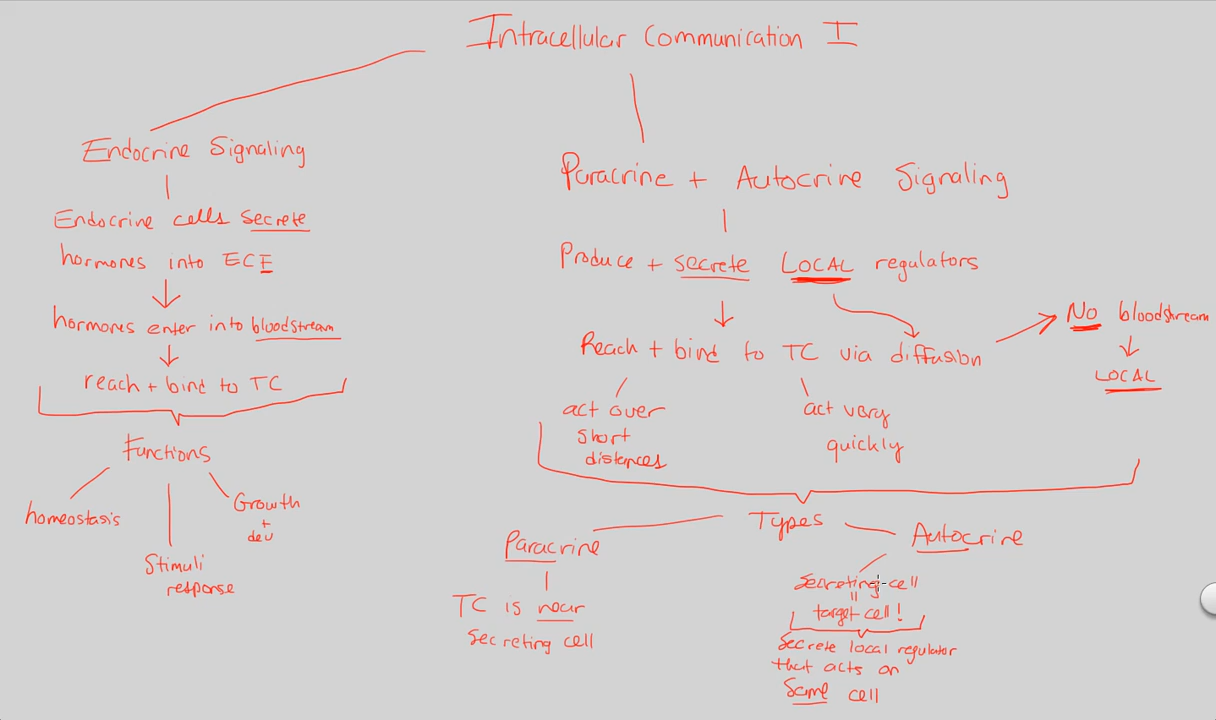 Intracellular Communication I
Endocrine Signaling
Endocrine cells secrete
hormones into ECF
hormones enter into bloodstream
reach + bind to TC
Functions
homeostasis
Stimuli
response
Growth
+
dev
Paracrine + Autocrine Signaling
Produce + secrete LOCAL regulators
Reach + bind to TC via diffusion
No bloodstream
LOCAL
act over
short
distances
act very
quickly
Types
Paracrine
TC is near
secreting cell
Autocrine
Secreting cell
=
target cell!
Secrete local regulator
that acts on
Same cell